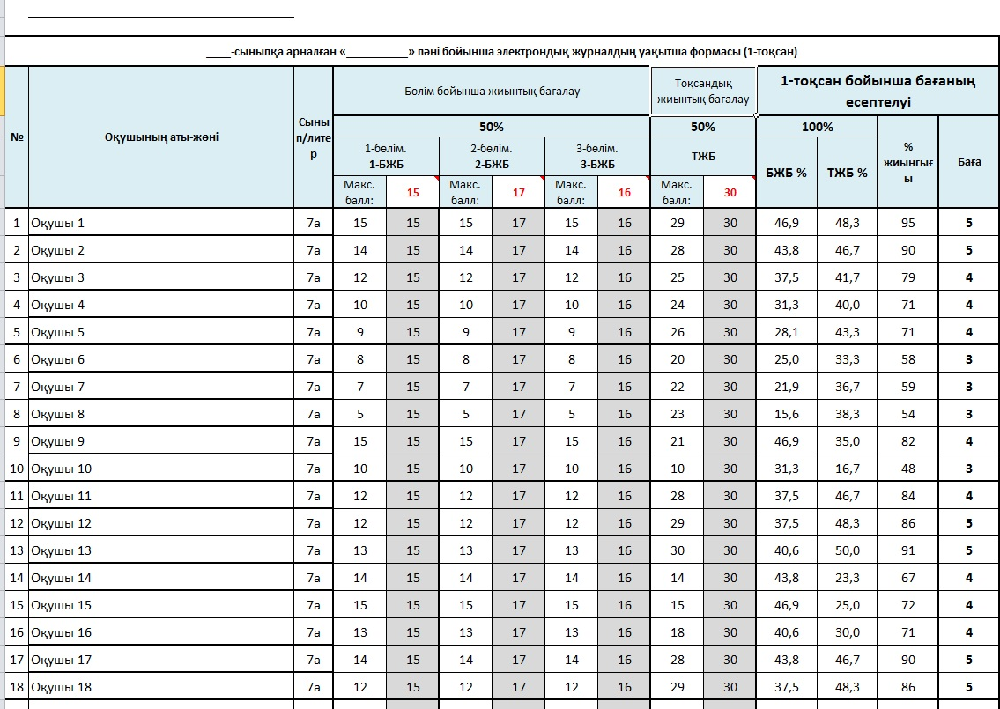 ____-сыныпқа арналған «__________» пәні бойынша электрондық журналдың уақытша формасы (1-тоқсан)
№ Оқушының аты-жөні Сыны п/лите р Бөлім бойынша жиынтық бағалау Тоқсандық жиынтық бағалау 1-тоқсан бойынша бағаның есептелуі
50% 50% 100% % жиынғығ ы Баға
1-бөлім. 2-бөлім. 3-бөлім. ТЖБ БЖБ % ТЖБ %
1-БЖБ 2-БЖБ 3-БЖБ
Макс. балл: 15 Макс. балл: 17 Макс. балл: 16 Макс. балл: 30
1 Оқушы 1 7а 15 15 15 17 15 16 29 30 46,9 48,3 95 5
2 Оқушы 2 7а 14 15 14 17 14 16 28 30 43,8 46,7 90 5
3 Оқушы 3 7а 12 15 12 17 12 16 25 30 37,5 41,7 79 4
4 Оқушы 4 7а 10 15 10 17 10 16 24 30 31,3 40,0 71 4
5 Оқушы 5 7а 9 15 9 17 9 16 26 30 28,1 43,3 71 4
6 Оқушы 6 7а 8 15 8 17 8 16 20 30 25,0 33,3 58 3
7 Оқушы 7 7а 7 15 7 17 7 16 22 30 21,9 36,7 59 3
8 Оқушы 8 7а 5 15 5 17 5 16 23 30 15,6 38,3 54 3
9 Оқушы 9 7а 15 15 15 17 15 16 21 30 46,9 35,0 82 4
10 Оқушы 10 7а 10 15 10 17 10 16 10 30 31,3 16,7 48 3
11 Оқушы 11 7а 12 15 12 17 12 16 28 30 37,5 46,7 84 4
12 Оқушы 12 7а 12 15 12 17 12 16 29 30 37,5 48,3 86 5
13 Оқушы 13 7а 13 15 13 17 13 16 30 30 40,6 50,0 91 5
14 Оқушы 14 7а 14 15 14 17 14 16 14 30 43,8 23,3 67 4
15 Оқушы 15 7а 15 15 15 17 15 16 15 30 46,9 25,0 72 4
16 Оқушы 16 7а 13 15 13 17 13 16 18 30 40,6 30,0 71 4
17 Оқушы 17 7а 14 15 14 17 14 16 28 30 43,8 46,7 90 5
18 Оқушы 18 7а 12 15 12 17 12 16 29 30 37,5 48,3 86 5